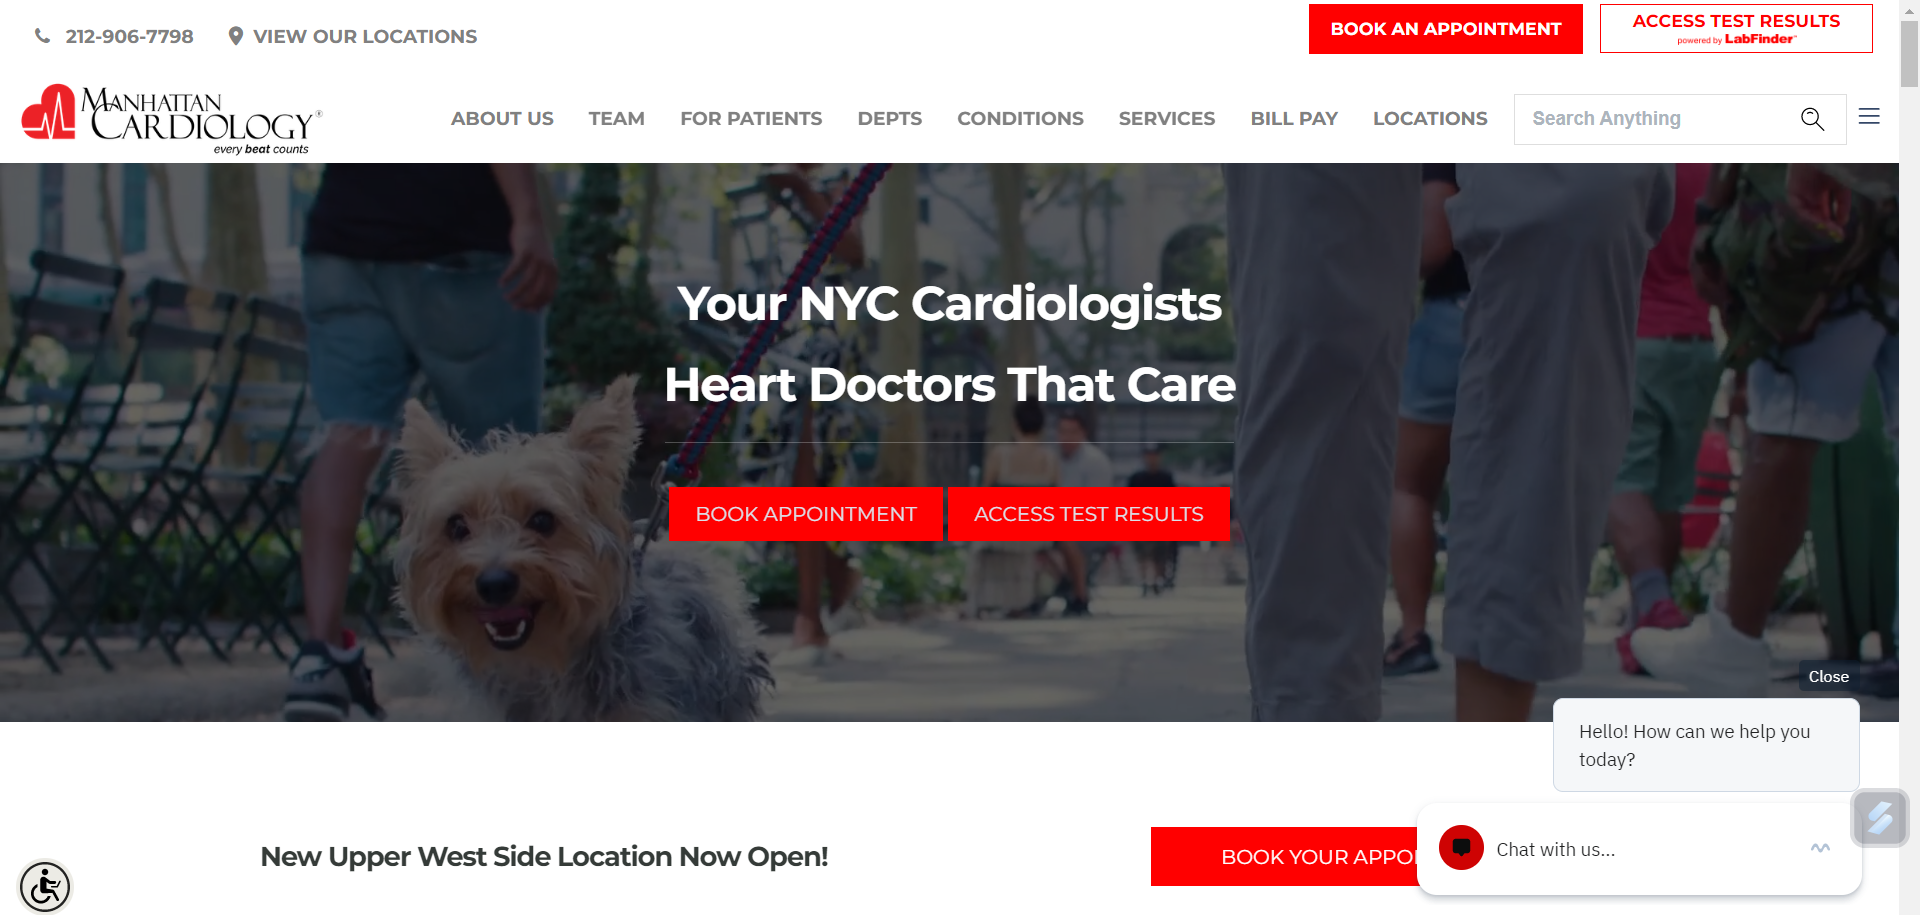 212-906-7798
VIEW OUR LOCATIONS
BOOK AN APPOINTMENT
ACCESS TEST RESULTS
powered by LabFinder™
MANHATTAN
CARDIOLOGY®
every beat counts
ABOUT US
TEAM
FOR PATIENTS
DEPTS
CONDITIONS
SERVICES
BILL PAY
LOCATIONS
Search Anything
Your NYC Cardiologists
Heart Doctors That Care
BOOK APPOINTMENT
ACCESS TEST RESULTS
Close
Hello! How can we help you
today?
New Upper West Side Location Now Open!
BOOK YOUR APPOI
Chat with us...